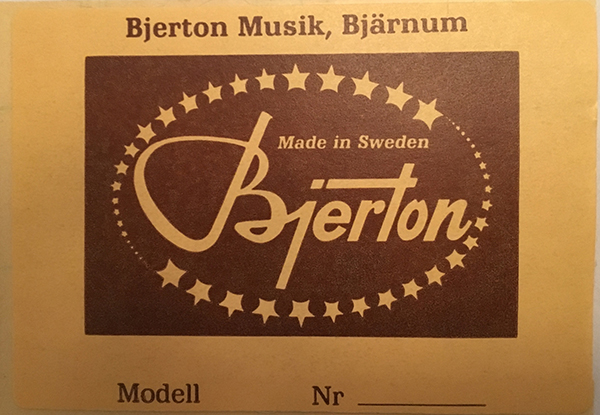 Bjerton Musik, Bjärnum
Made in Sweden
Bjerton
Modell Nr